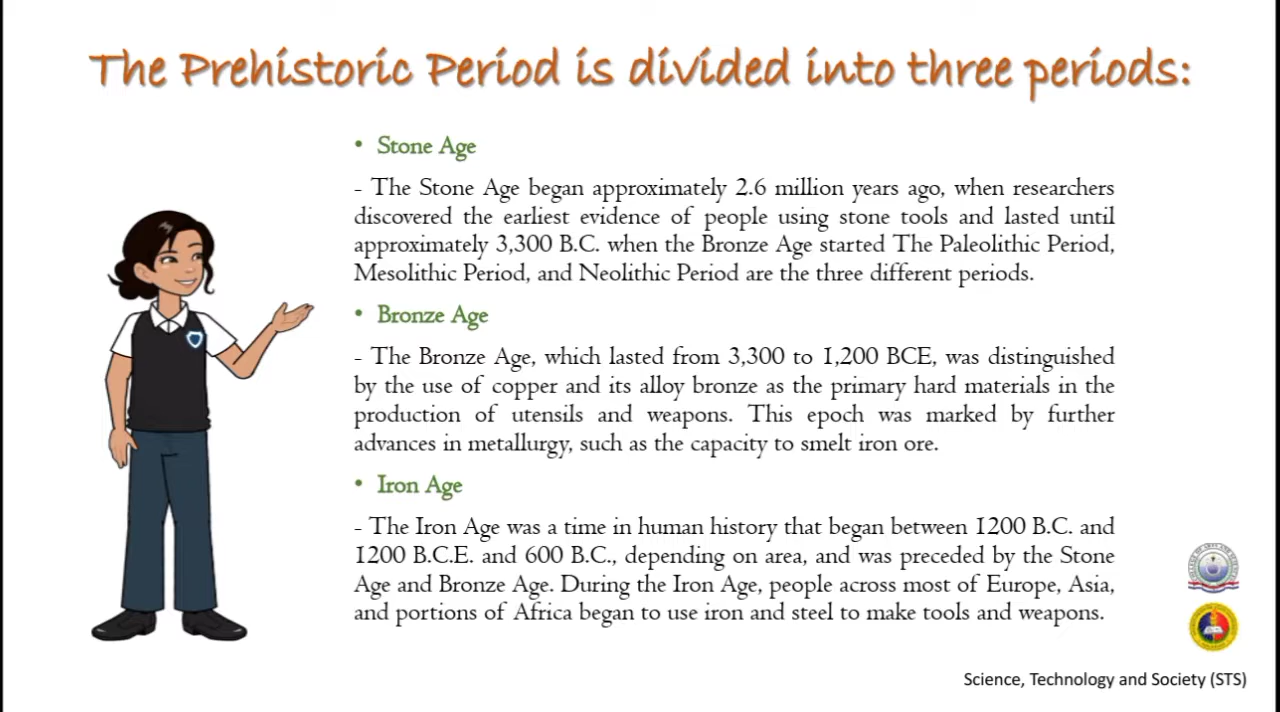 The Prehistoric Period is divided into three periods:
• Stone Age
- The Stone Age began approximately 2.6 million years ago, when researchers
discovered the earliest evidence of people using stone tools and lasted until
approximately 3,300 B.C. when the Bronze Age started The Paleolithic Period,
Mesolithic Period, and Neolithic Period are the three different periods.
• Bronze Age
- The Bronze Age, which lasted from 3,300 to 1,200 BCE, was distinguished
by the use of copper and its alloy bronze as the primary hard materials in the
production of utensils and weapons. This epoch was marked by further
advances in metallurgy, such as the capacity to smelt iron ore.
• Iron Age
- The Iron Age was a time in human history that began between 1200 B.C. and
1200 B.C.E. and 600 B.C., depending on area, and was preceded by the Stone
Age and Bronze Age. During the Iron Age, people across most of Europe, Asia,
and portions of Africa began to use iron and steel to make tools and weapons.
Science, Technology and Society (STS)